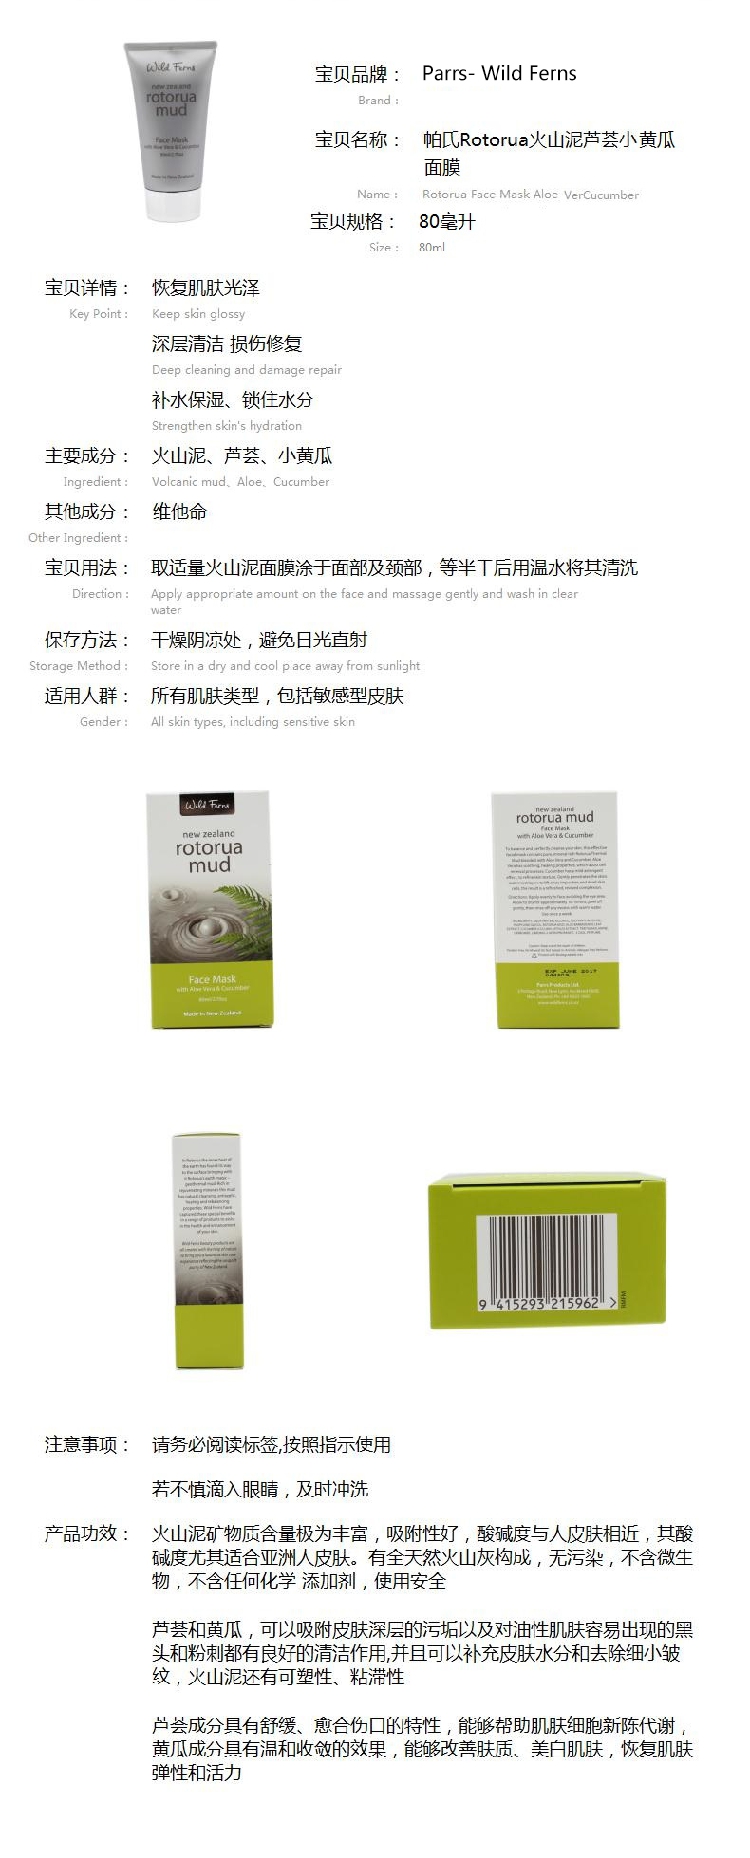 Wild Ferns
new zealand
rotorua
mud
Face Mask
with Aloe Vera & Cucumber
Made in New Zealand
宝贝品牌： Parrs- Wild Ferns
Brand :
宝贝名称： 帕氏Rotorua火山泥芦荟小黄瓜
面膜
Name : Rotorua Face Mask Aloe VerCucumber
宝贝规格： 80毫升
Size : 80ml
宝贝详情： 恢复肌肤光泽
Key Point : Keep skin glossy
深层清洁 损伤修复
Deep cleaning and damage repair
补水保湿、锁住水分
Strengthen skin's hydration
主要成分： 火山泥、芦荟、小黄瓜
Ingredient : Volcanic mud、Aloe、Cucumber
其他成分： 维他命
Other Ingredient :
宝贝用法： 取适量火山泥面膜涂于面部及颈部，等半干后用温水将其清洗
Direction : Apply appropriate amount on the face and massage gently and wash in clear
water
保存方法： 干燥阴凉处，避免日光直射
Storage Method : Store in a dry and cool place away from sunlight
适用人群： 所有肌肤类型，包括敏感型皮肤
Gender : All skin types, including sensitive skin
Wild Ferns
new zealand
rotorua
mud
Face Mask
with Aloe Vera & Cucumber
Made in New Zealand
new zealand
rotorua mud
Face Mask
with Aloe Vera & Cucumber
EXP JUNE 2017
Parrs Products Ltd
9 415293 215962 >
注意事项： 请务必阅读标签,按照指示使用
若不慎滴入眼睛，及时冲洗
产品功效： 火山泥矿物质含量极为丰富，吸附性好，酸碱度与人皮肤相近，其酸
碱度尤其适合亚洲人皮肤。有全天然火山灰构成，无污染，不含微生
物，不含任何化学 添加剂，使用安全
芦荟和黄瓜，可以吸附皮肤深层的污垢以及对油性肌肤容易出现的黑
头和粉刺都有良好的清洁作用,并且可以补充皮肤水分和去除细小皱
纹，火山泥还有可塑性、粘滞性
芦荟成分具有舒缓、愈合伤口的特性，能够帮助肌肤细胞新陈代谢，
黄瓜成分具有温和收敛的效果，能够改善肤质、美白肌肤，恢复肌肤
弹性和活力